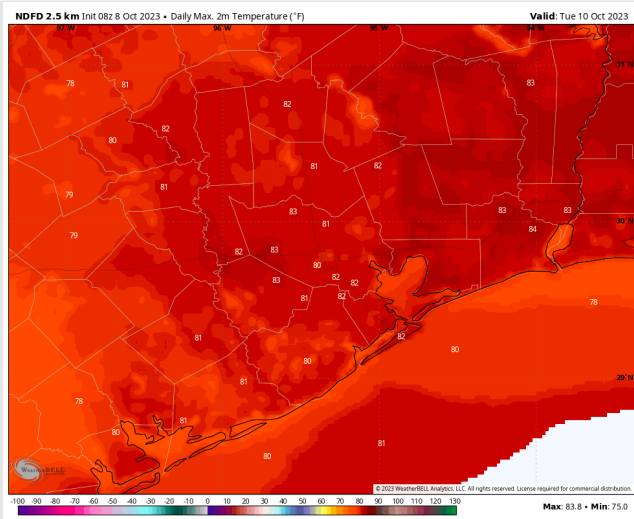 NDFD 2.5 km Init 08z 8 Oct 2023 • Daily Max. 2m Temperature (°F)
Valid: Tue 10 Oct 2023
97°W 96°W 95°W 94°W
31°N
78 81 83
82
80 82
81 82
79 81
83 83 83
30°N
79 81 84
82 83
80
83 82 82
81 82 78
81 82
80 80
29°N
81
78
81
80 81
80
WeatherBELL
© 2023 WeatherBELL Analytics, LLC. All rights reserved. License required for commercial distribution.
-100 -90 -80 -70 -60 -50 -40 -30 -20 -10 0 10 20 30 40 50 60 70 80 90 100 110 120 130
Max: 83.8 • Min: 75.0